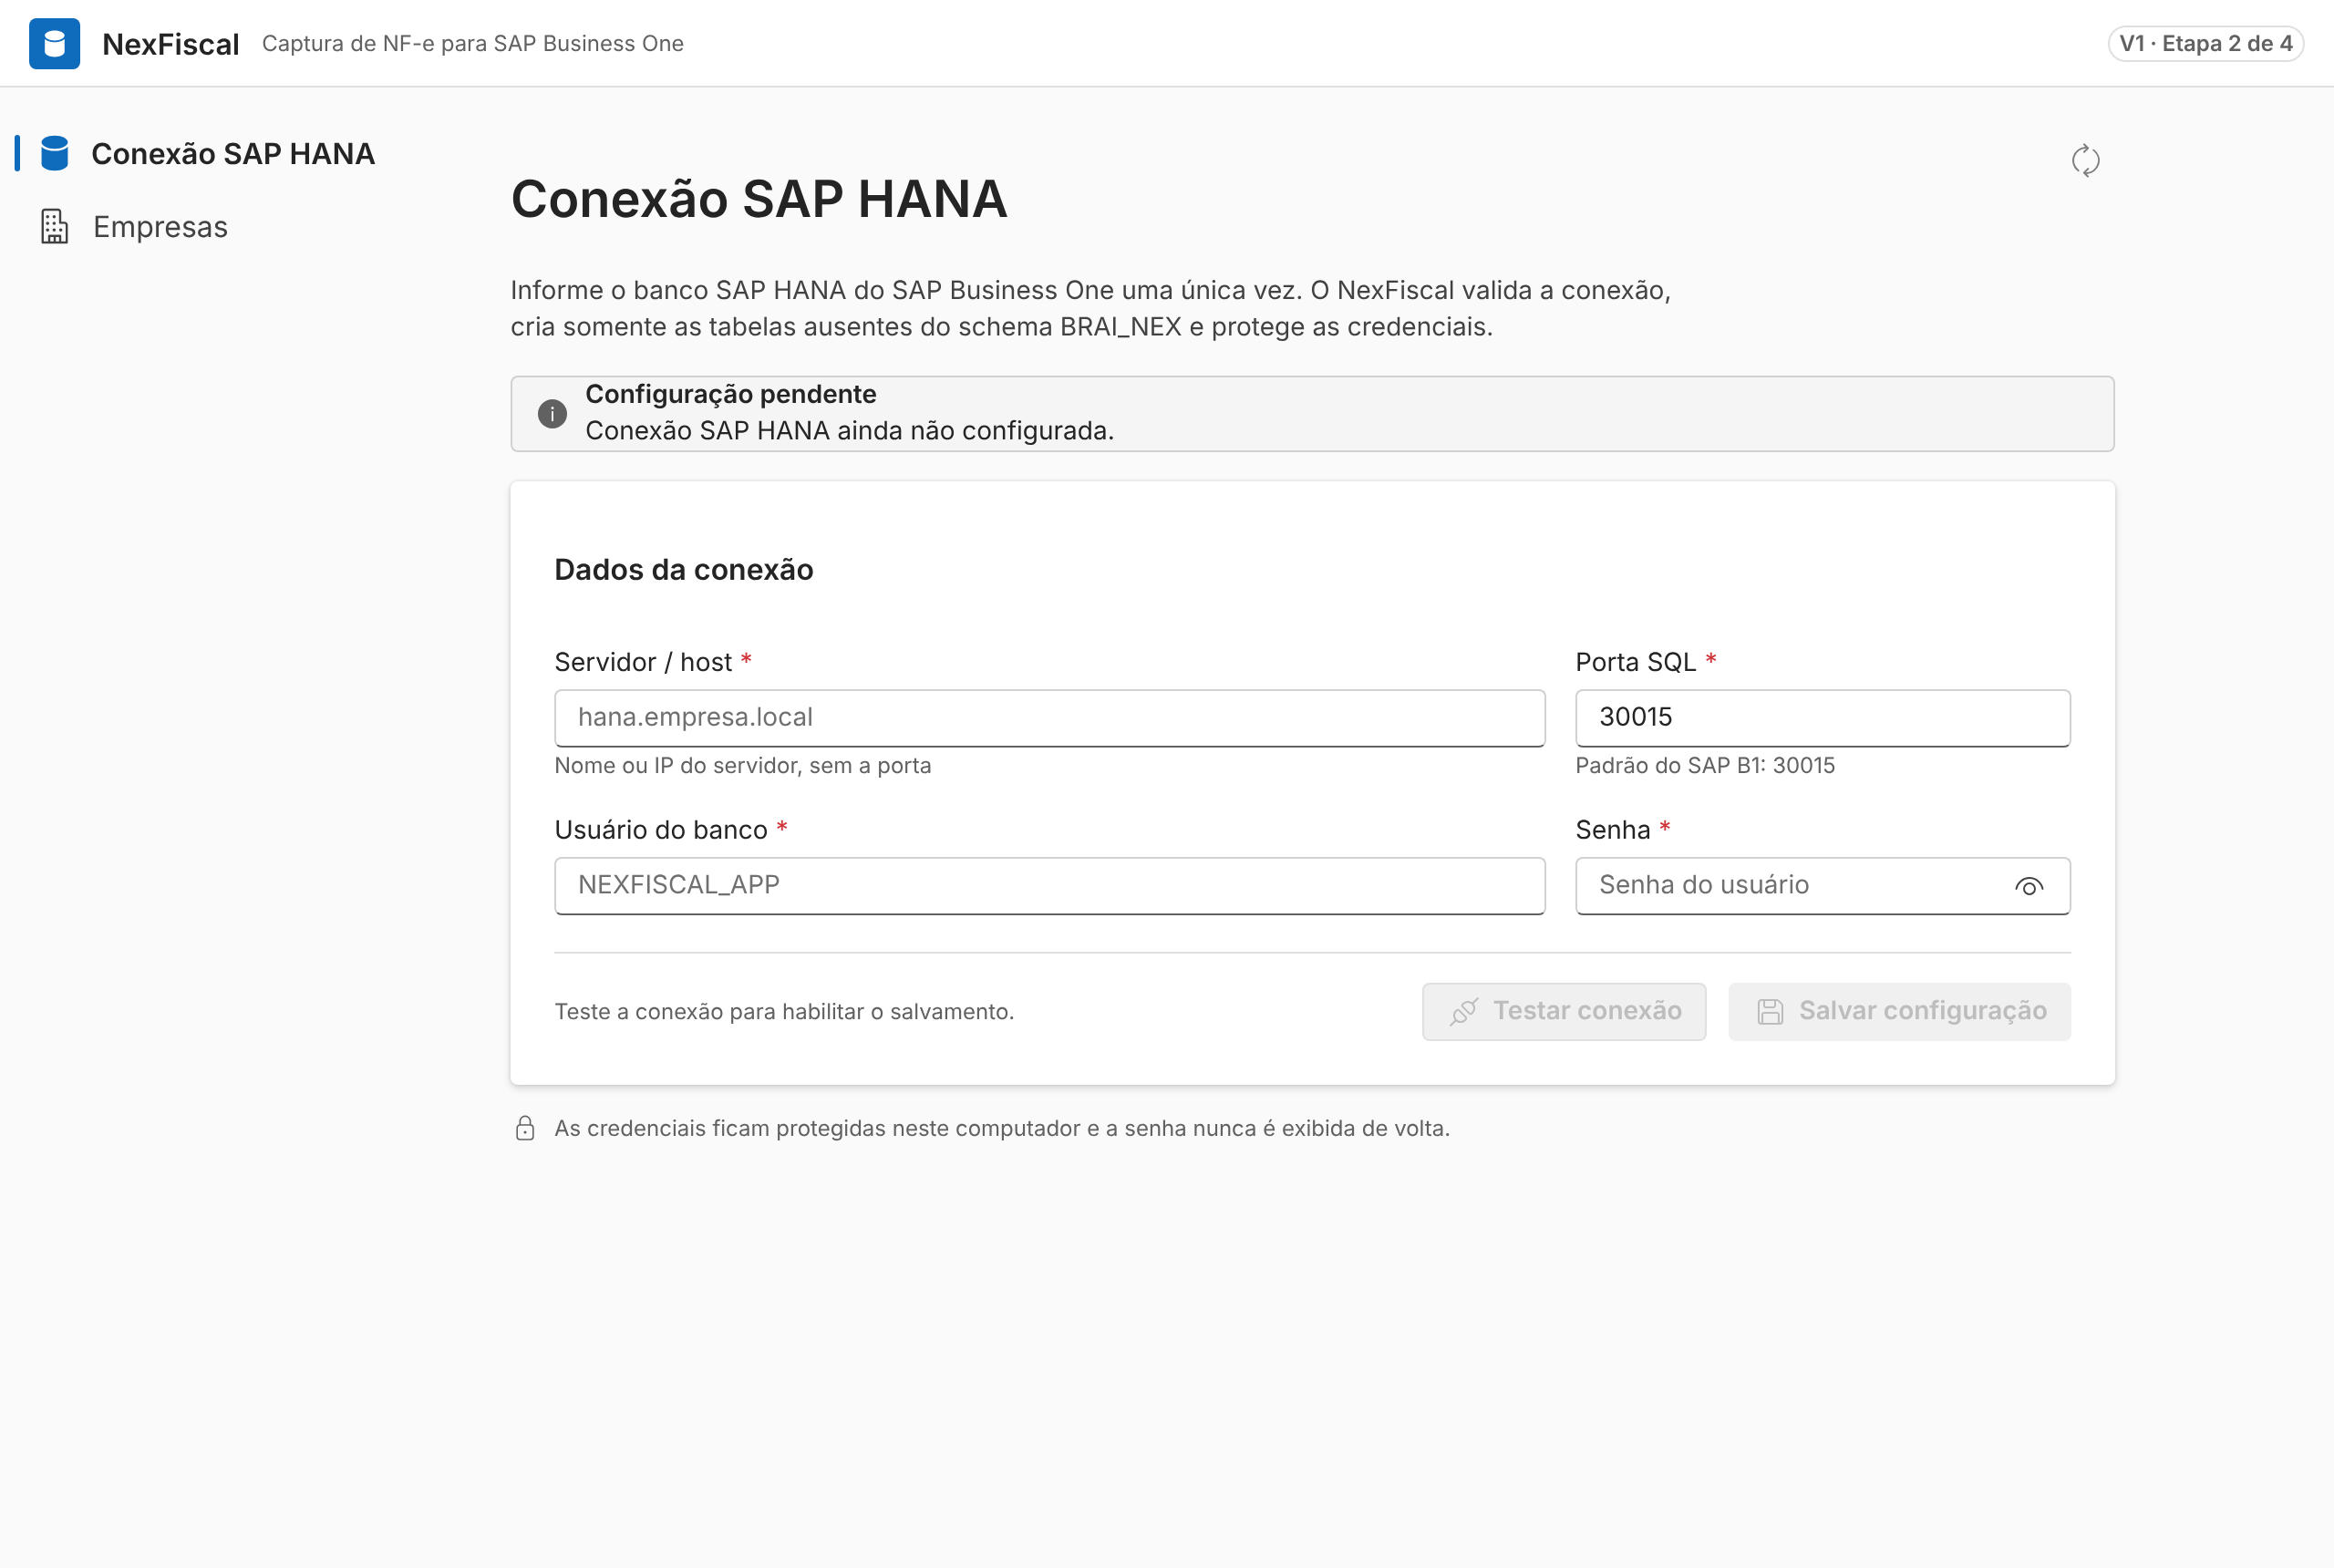 NexFiscal
Captura de NF-e para SAP Business One
V1 · Etapa 2 de 4
Conexão SAP HANA
Empresas
Conexão SAP HANA
Informe o banco SAP HANA do SAP Business One uma única vez. O NexFiscal valida a conexão,
cria somente as tabelas ausentes do schema BRAI_NEX e protege as credenciais.
Configuração pendente
Conexão SAP HANA ainda não configurada.
Dados da conexão
Servidor / host *
hana.empresa.local
Nome ou IP do servidor, sem a porta
Porta SQL *
30015
Padrão do SAP B1: 30015
Usuário do banco *
NEXFISCAL_APP
Senha *
Senha do usuário
Teste a conexão para habilitar o salvamento.
Testar conexão
Salvar configuração
As credenciais ficam protegidas neste computador e a senha nunca é exibida de volta.